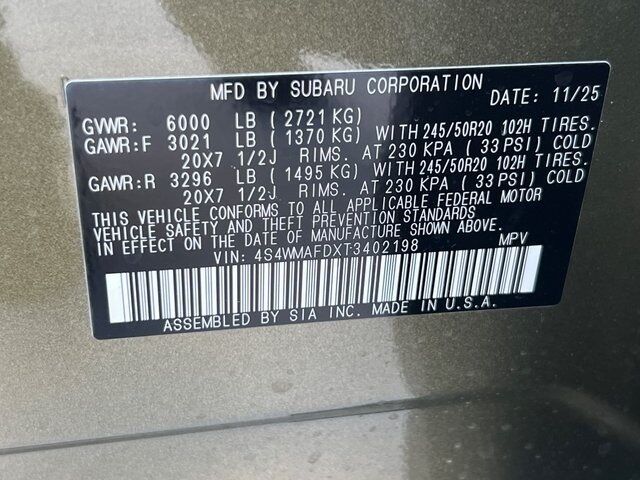 MFD BY SUBARU CORPORATION
DATE: 11/25
GVWR: 6000 LB (2721 KG)
GAWR:F 3021 LB (1370 KG) WITH 245/50R20 102H TIRES.
20X7 1/2J RIMS. AT 230 KPA (33 PSI) COLD
GAWR:R 3296 LB (1495 KG) WITH 245/50R20 102H TIRES.
20X7 1/2J RIMS. AT 230 KPA (33 PSI) COLD
THIS VEHICLE CONFORMS TO ALL APPLICABLE FEDERAL MOTOR
VEHICLE SAFETY AND THEFT PREVENTION STANDARDS
IN EFFECT ON THE DATE OF MANUFACTURE SHOWN ABOVE.
VIN: 4S4WMAFDXT3402198 MPV
ASSEMBLED BY SIA INC. MADE IN U.S.A.